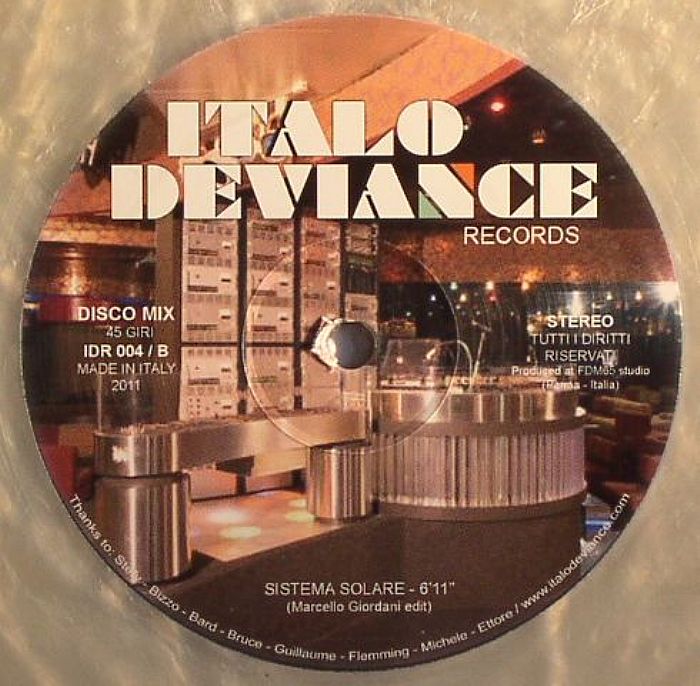 ITALO
DEVIANCE
RECORDS
DISCO MIX
45 GIRI
IDR 004 / B
MADE IN ITALY
2011
STEREO
TUTTI I DIRITTI
RISERVATI
Produced at FDM65 studio
(Parma - Italia)
SISTEMA SOLARE - 6'11"
(Marcello Giordani edit)
Thanks to: - Bizzo - Bard - Bruce - Guillaume - Flemming - Michele - Ettore / www.italodeviance.com